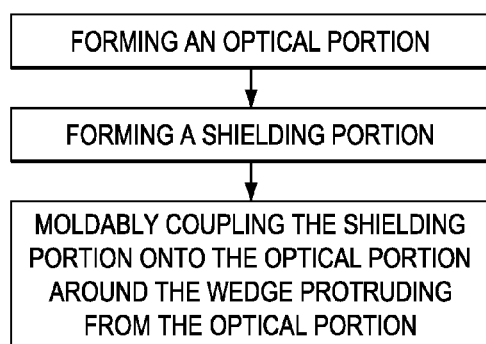 FORMING AN OPTICAL PORTION
FORMING A SHIELDING PORTION
MOLDABLY COUPLING THE SHIELDING
PORTION ONTO THE OPTICAL PORTION
AROUND THE WEDGE PROTRUDING
FROM THE OPTICAL PORTION